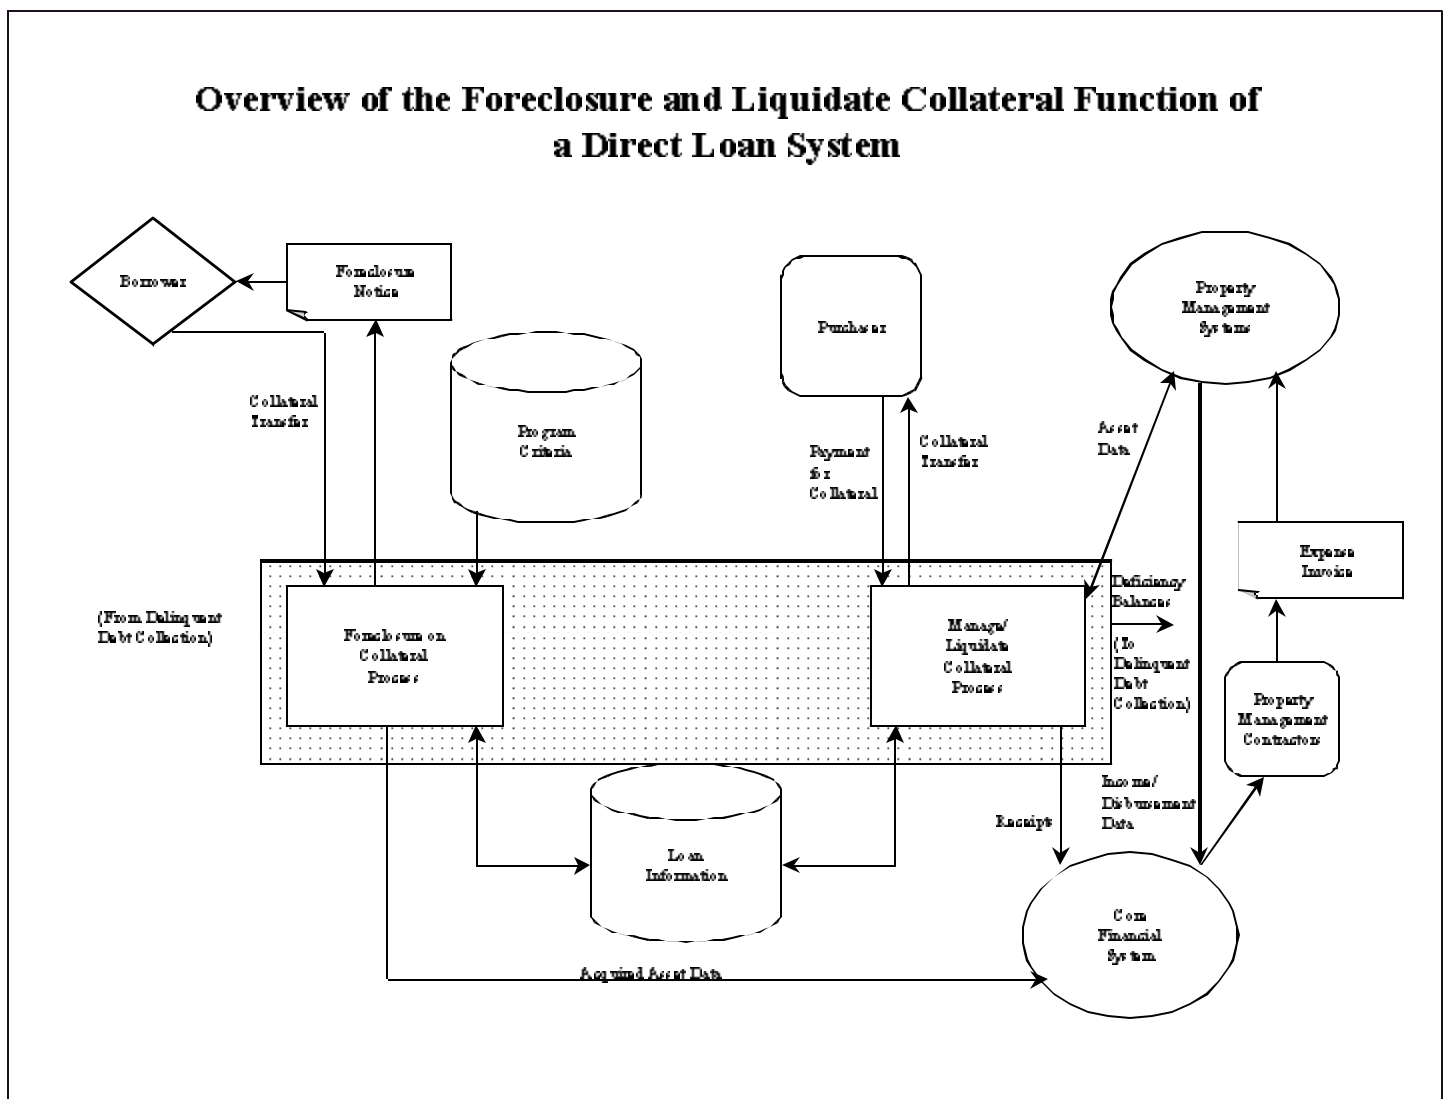 Overview of the Foreclosure and Liquidate Collateral Function of
a Direct Loan System
Borrower
Foreclosure
Notice
Purchaser
Property
Management
Systems
Collateral
Transfer
Program
Criteria
Payment
for
Collateral
Collateral
Transfer
Asset
Data
Expense
Invoice
(From Delinquent
Debt Collection)
Foreclosure on
Collateral
Process
Manage/
Liquidate
Collateral
Process
Deficiency
Balances
(To
Delinquent
Debt
Collection)
Property
Management
Contractors
Income/
Disbursement
Data
Receipts
Loan
Information
Core
Financial
System
Acquired Asset Data